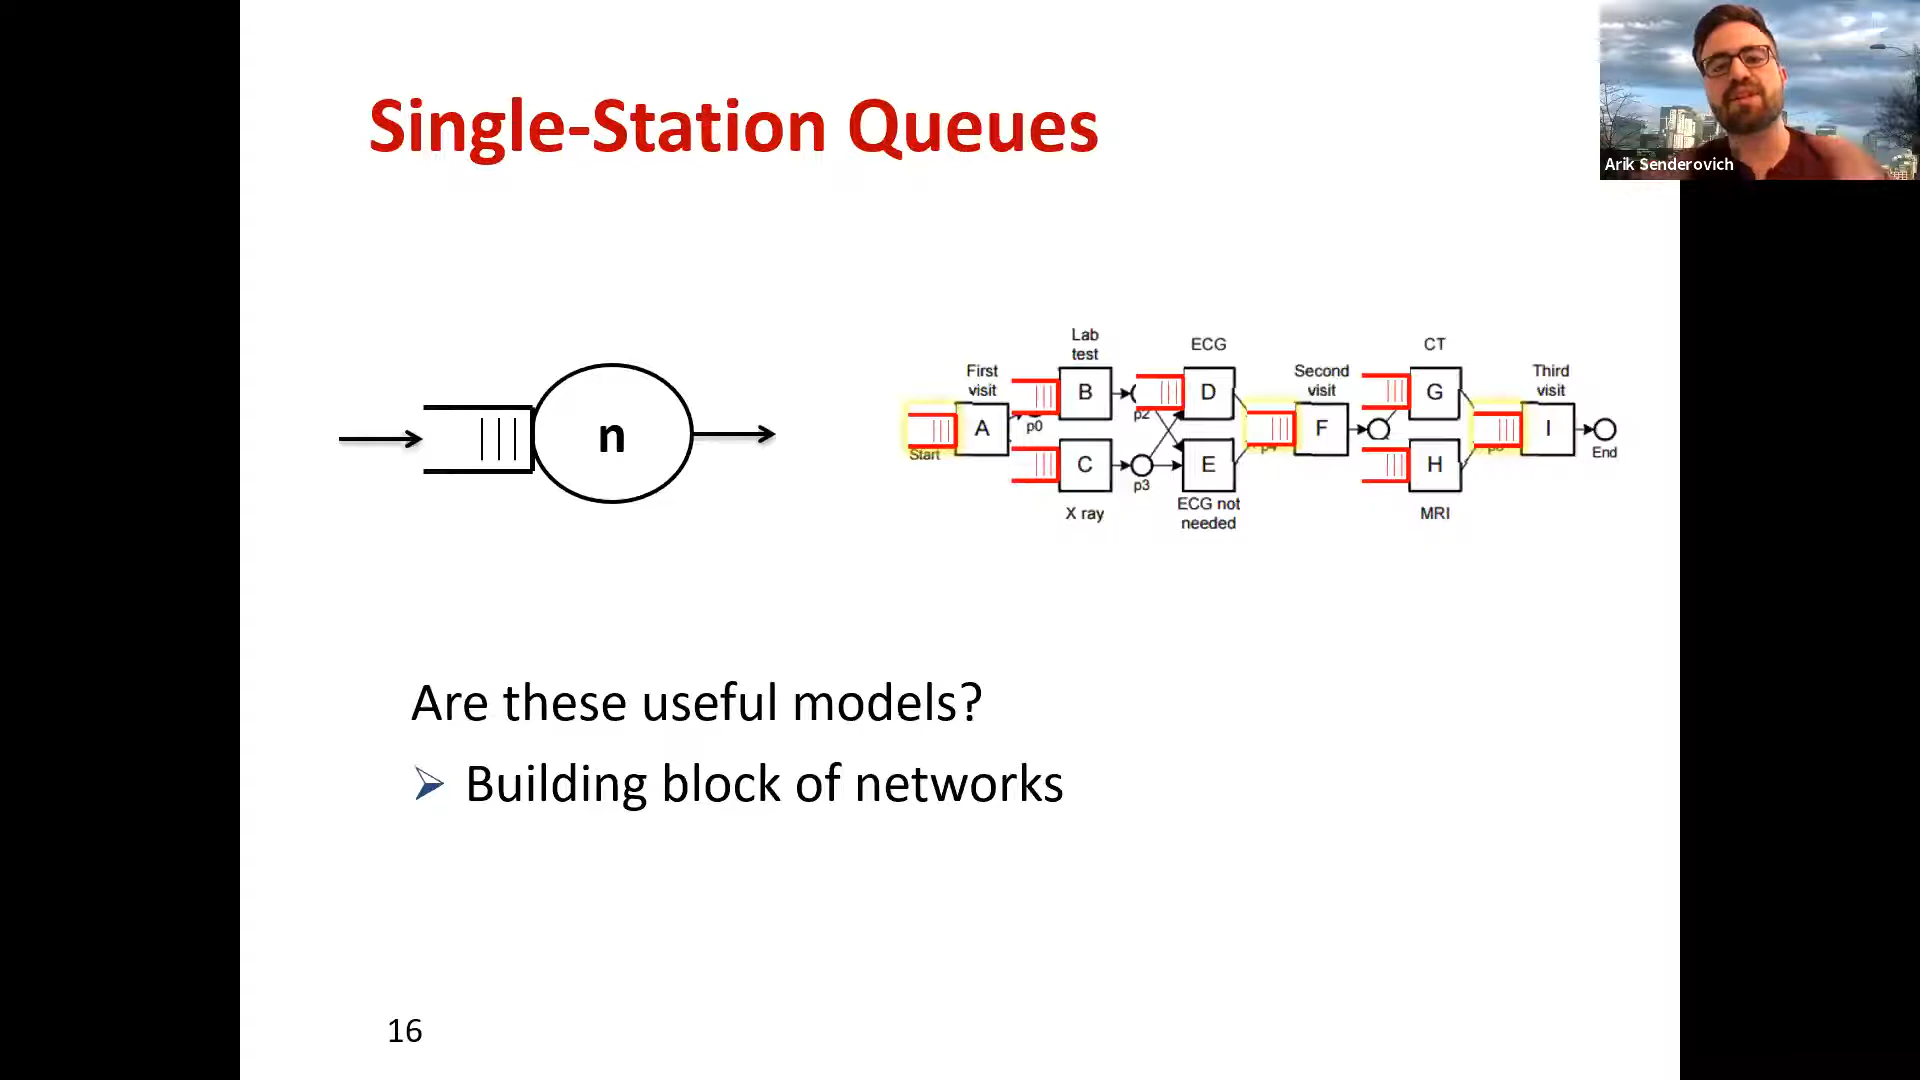 Single-Station Queues
Arik Senderovich
n
Lab
test
ECG
CT
First
visit
Second
visit
Third
visit
B
D
G
A
F
I
p2
p0
Start
End
C
E
H
p3
X ray
ECG not
needed
MRI
Are these useful models?
Building block of networks
16